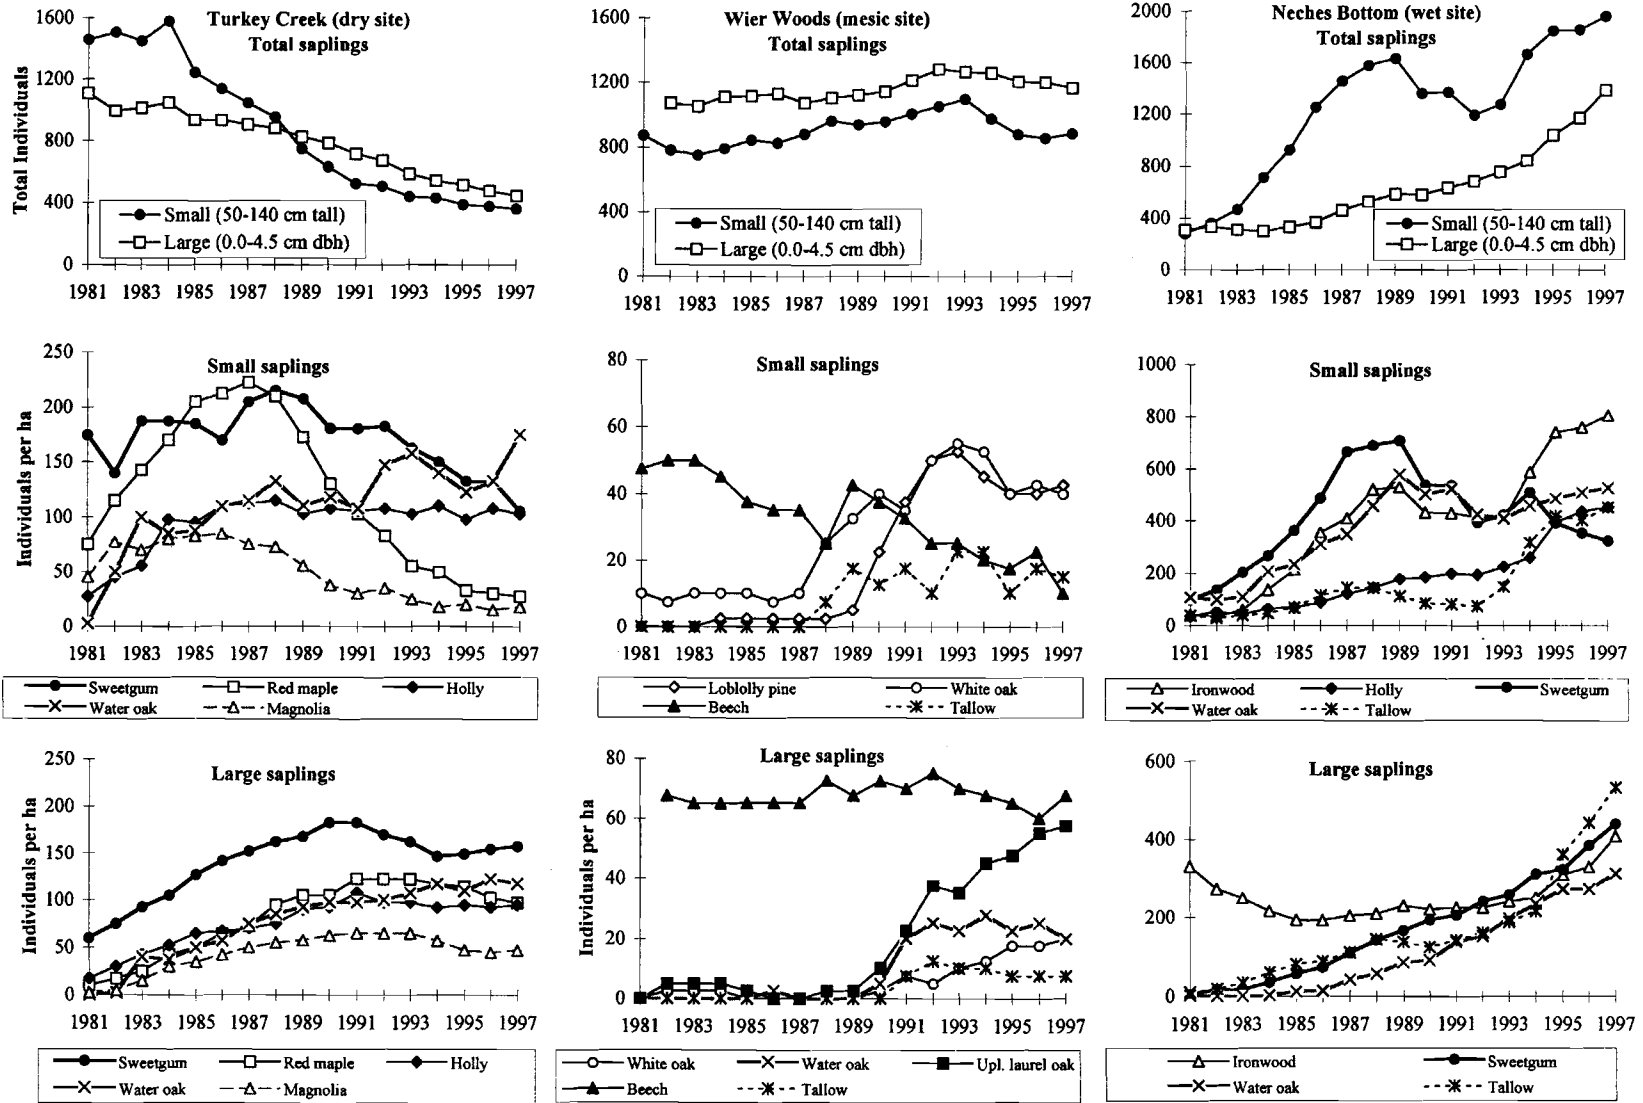 Turkey Creek (dry site)
Total saplings
1600
1200
800
400
0
Total Individuals
Small (50-140 cm tall)
Large (0.0-4.5 cm dbh)
1981 1983 1985 1987 1989 1991 1993 1995 1997
Wier Woods (mesic site)
Total saplings
1600
1200
800
400
0
Small (50-140 cm tall)
Large (0.0-4.5 cm dbh)
1981 1983 1985 1987 1989 1991 1993 1995 1997
Neches Bottom (wet site)
Total saplings
2000
1600
1200
800
400
0
Small (50-140 cm tall)
Large (0.0-4.5 cm dbh)
1981 1983 1985 1987 1989 1991 1993 1995 1997
Small saplings
250
200
150
100
50
0
Individuals per ha
1981 1983 1985 1987 1989 1991 1993 1995 1997
Sweetgum Red maple Holly
Water oak Magnolia
Small saplings
80
60
40
20
0
1981 1983 1985 1987 1989 1991 1993 1995 1997
Loblolly pine White oak
Beech Tallow
Small saplings
1000
800
600
400
200
0
1981 1983 1985 1987 1989 1991 1993 1995 1997
Ironwood Holly Sweetgum
Water oak Tallow
Large saplings
250
200
150
100
50
0
Individuals per ha
1981 1983 1985 1987 1989 1991 1993 1995 1997
Sweetgum Red maple Holly
Water oak Magnolia
Large saplings
80
60
40
20
0
Individuals per ha
1981 1983 1985 1987 1989 1991 1993 1995 1997
White oak Water oak Upl. laurel oak
Beech Tallow
Large saplings
600
400
200
0
1981 1983 1985 1987 1989 1991 1993 1995 1997
Ironwood Sweetgum
Water oak Tallow